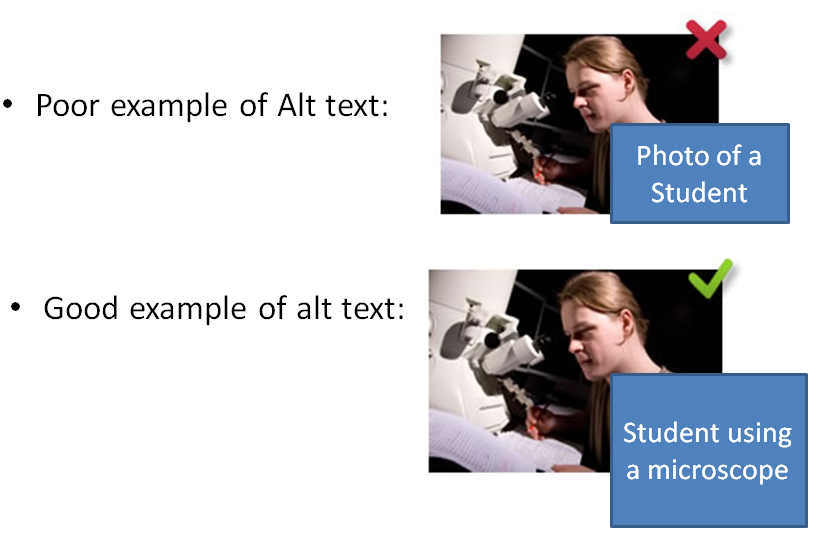 • Poor example of Alt text:
Photo of a
Student
• Good example of alt text:
Student using
a microscope